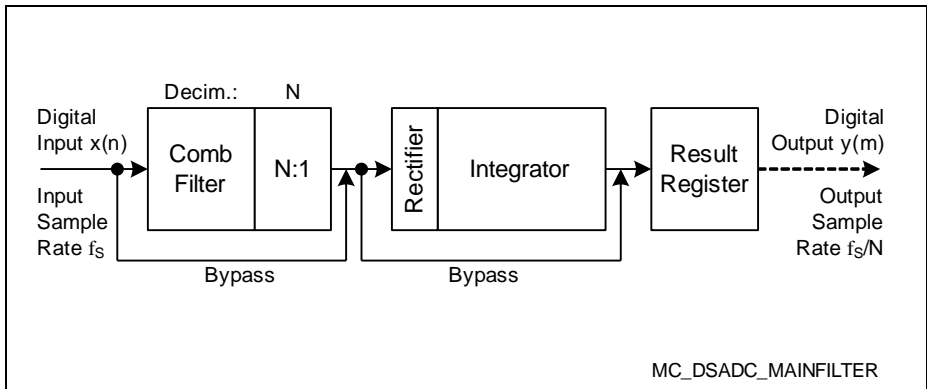 Decim.: N
Digital
Input x(n)
Input
Sample
Rate fS
Comb
Filter
N:1
Bypass
Rectifier
Integrator
Bypass
Result
Register
Digital
Output y(m)
Output
Sample
Rate fS/N
MC_DSADC_MAINFILTER